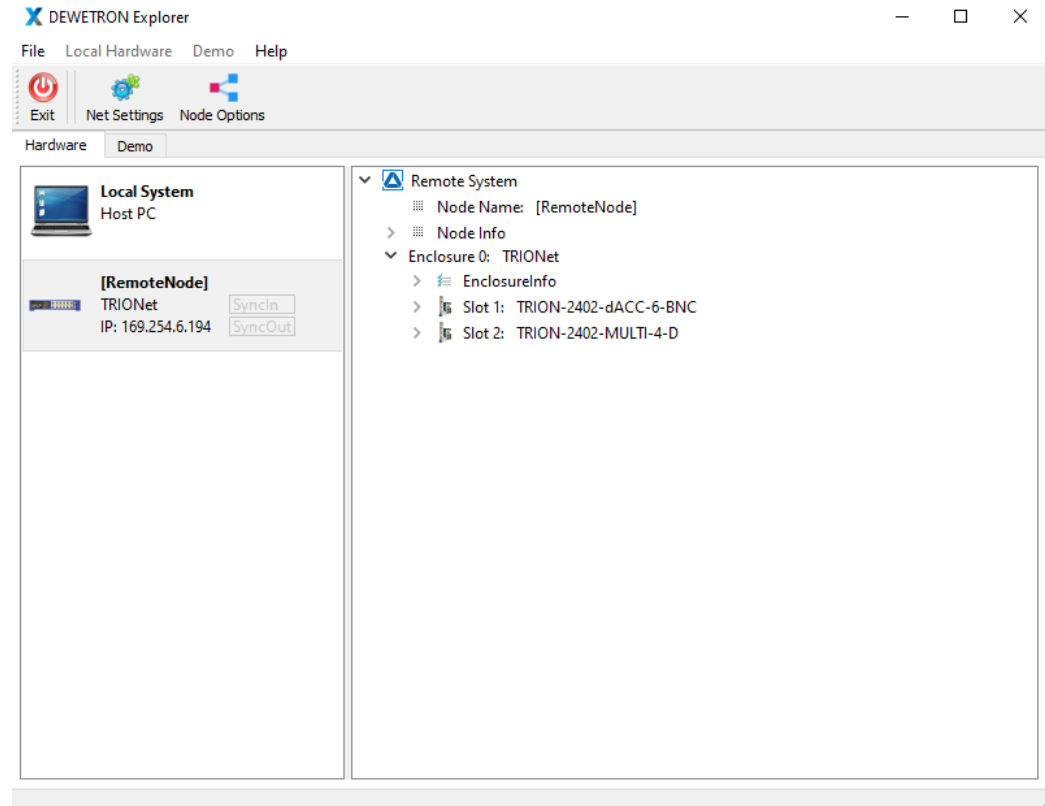 DEWETRON Explorer
File Local Hardware Demo Help
Exit Net Settings Node Options
Hardware Demo
Local System
Host PC
[RemoteNode]
TRIONet SyncIn
IP: 169.254.6.194 SyncOut
Remote System
Node Name: [RemoteNode]
Node Info
Enclosure 0: TRIONet
EnclosureInfo
Slot 1: TRION-2402-dACC-6-BNC
Slot 2: TRION-2402-MULTI-4-D